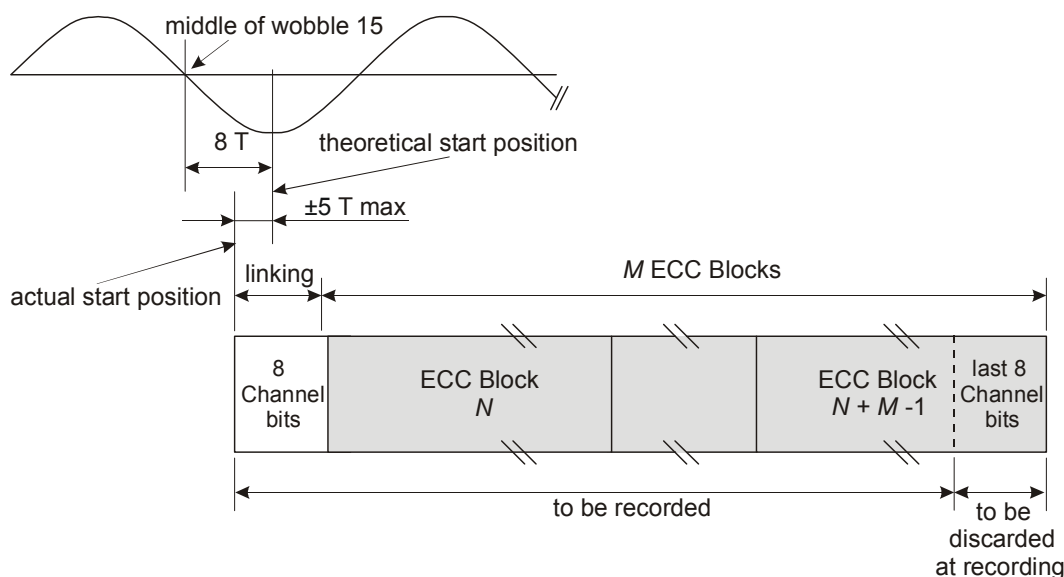 middle of wobble 15
8 T
theoretical start position
±5 T max
linking
M ECC Blocks
actual start position
8
Channel
bits
ECC Block
N
ECC Block
N + M -1
last 8
Channel
bits
to be recorded
to be
discarded
at recording